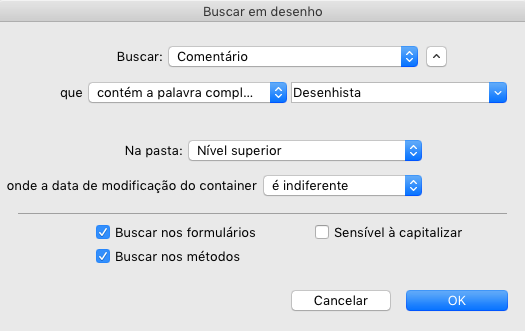 Buscar em desenho
Buscar: Comentário
que contém a palavra compl... Desenhista
Na pasta: Nível superior
onde a data de modificação do container é indiferente
Buscar nos formulários Sensível à capitalizar
Buscar nos métodos
Cancelar OK